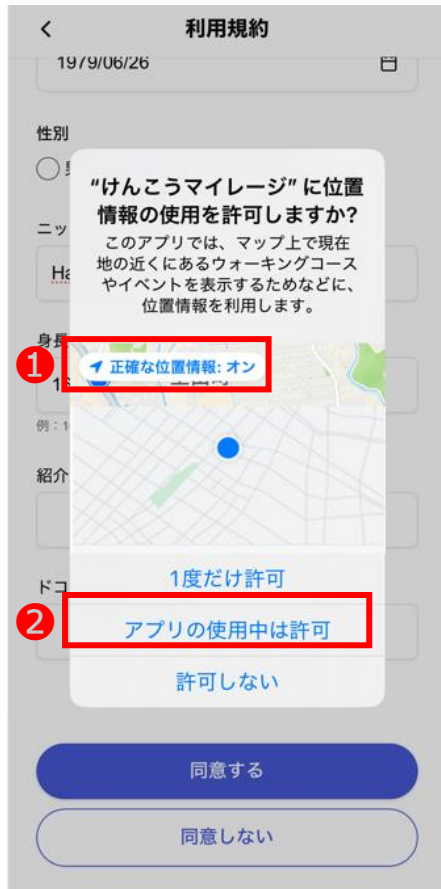 利用規約
1979/06/26
性別
"けんこうマイレージ" に位置
情報の使用を許可しますか?
このアプリでは、マップ上で現在
地の近くにあるウォーキングコース
やイベントを表示するためなどに、
位置情報を利用します。
ニッ
Ha
身長
❶
正確な位置情報: オン
1
例：1
紹介
1度だけ許可
ドコ
❷
アプリの使用中は許可
許可しない
同意する
同意しない